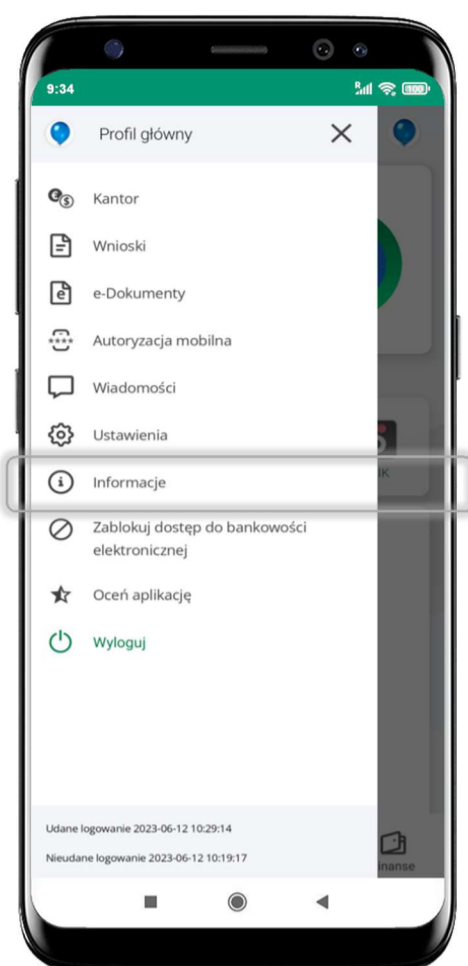 9:34
Profil główny
Kantor
Wnioski
e-Dokumenty
Autoryzacja mobilna
Wiadomości
Ustawienia
Informacje
Zablokuj dostęp do bankowości
elektronicznej
Oceń aplikację
Wyloguj
Udane logowanie 2023-06-12 10:29:14
Nieudane logowanie 2023-06-12 10:19:17
inanse
IK